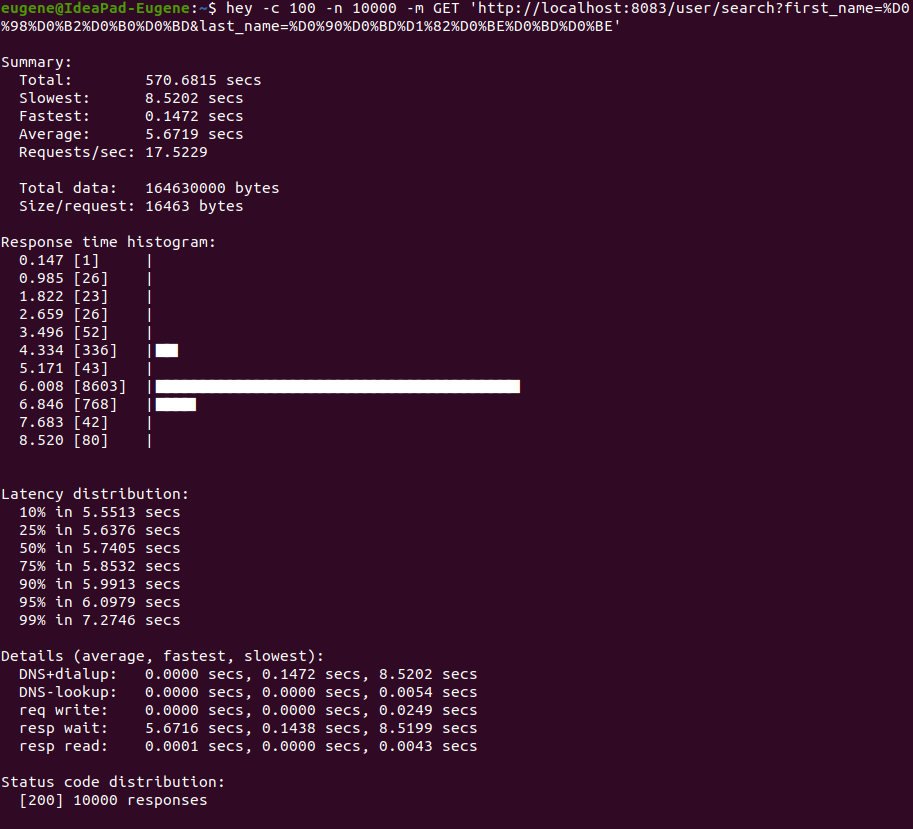 eugene@IdeaPad-Eugene:~$ hey -c 100 -n 10000 -m GET 'http://localhost:8083/user/search?first_name=%D0
%98%D0%B2%D0%B0%D0%BD&last_name=%D0%90%D0%BD%D1%82%D0%BE%D0%BD%D0%BE'

Summary:
  Total:        570.6815 secs
  Slowest:      8.5202 secs
  Fastest:      0.1472 secs
  Average:      5.6719 secs
  Requests/sec: 17.5229

  Total data:   164630000 bytes
  Size/request: 16463 bytes

Response time histogram:
  0.147 [1]     |
  0.985 [26]    |
  1.822 [23]    |
  2.659 [26]    |
  3.496 [52]    |
  4.334 [336]   |■■
  5.171 [43]    |
  6.008 [8603]  |■■■■■■■■■■■■■■■■■■■■■■■■■■■■■■■■■■■■■■■■
  6.846 [768]   |■■■■
  7.683 [42]    |
  8.520 [80]    |

Latency distribution:
  10% in 5.5513 secs
  25% in 5.6376 secs
  50% in 5.7405 secs
  75% in 5.8532 secs
  90% in 5.9913 secs
  95% in 6.0979 secs
  99% in 7.2746 secs

Details (average, fastest, slowest):
  DNS+dialup:   0.0000 secs, 0.1472 secs, 8.5202 secs
  DNS-lookup:   0.0000 secs, 0.0000 secs, 0.0054 secs
  req write:    0.0000 secs, 0.0000 secs, 0.0249 secs
  resp wait:    5.6716 secs, 0.1438 secs, 8.5199 secs
  resp read:    0.0001 secs, 0.0000 secs, 0.0043 secs

Status code distribution:
  [200] 10000 responses